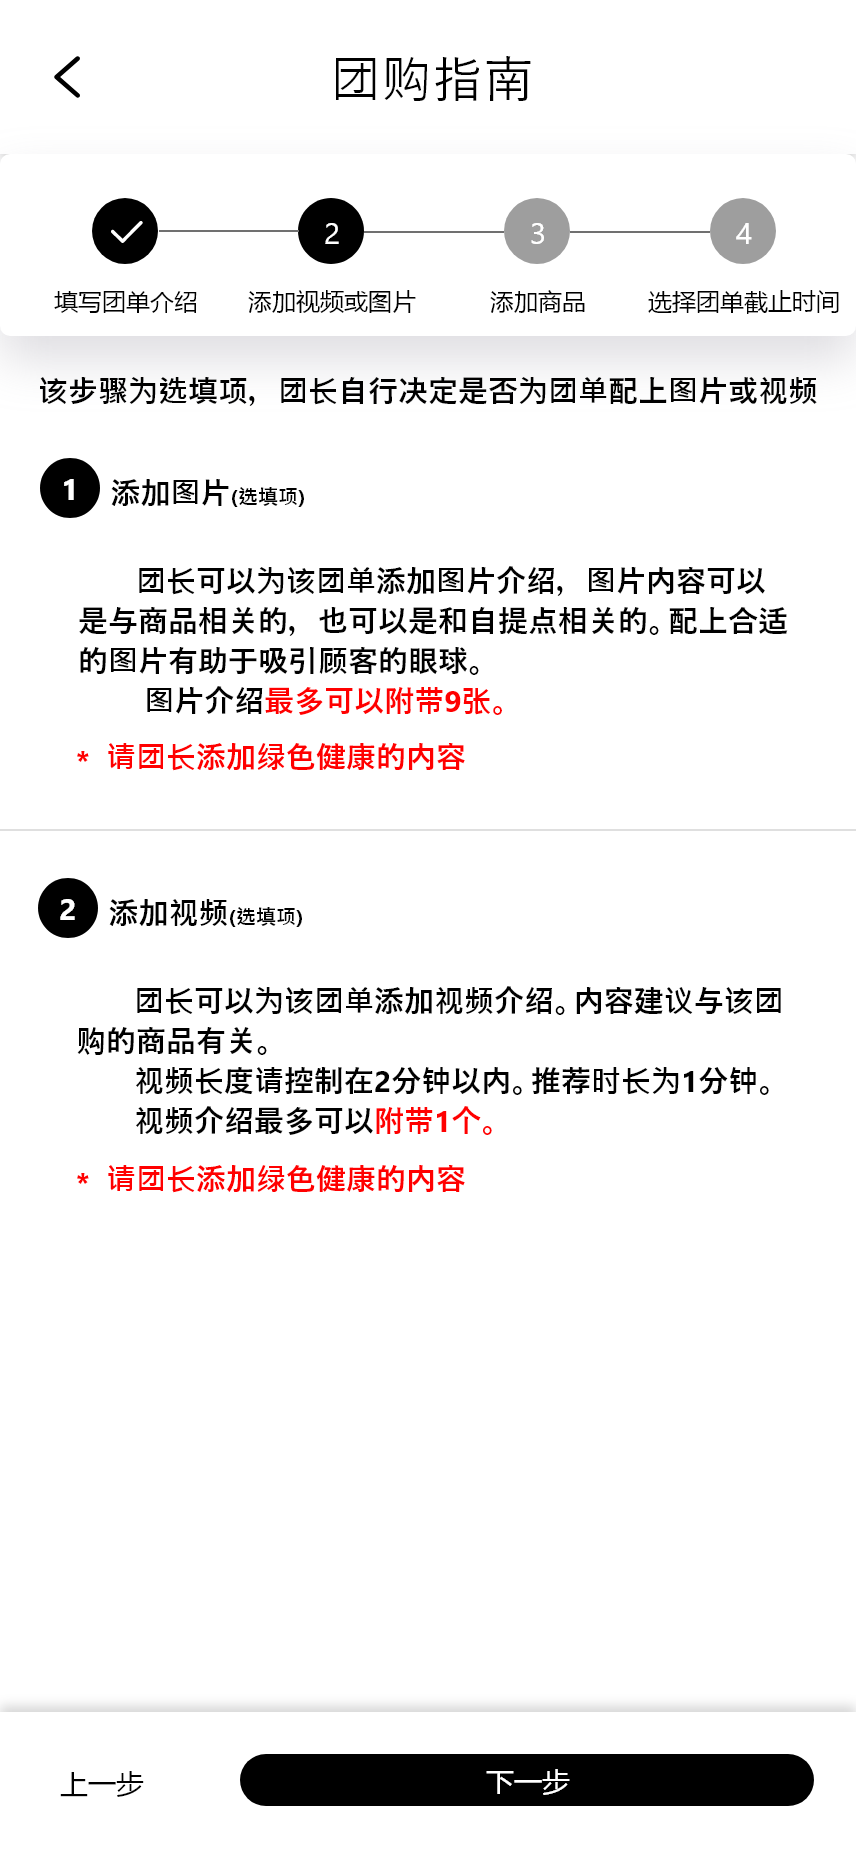 团购指南
2
3
4
填写团单介绍
添加视频或图片
添加商品
选择团单截止时间
该步骤为选填项，团长自行决定是否为团单配上图片或视频
1 添加图片(选填项)
团长可以为该团单添加图片介绍，图片内容可以
是与商品相关的，也可以是和自提点相关的。配上合适
的图片有助于吸引顾客的眼球。
图片介绍最多可以附带9张。
* 请团长添加绿色健康的内容
2 添加视频(选填项)
团长可以为该团单添加视频介绍。内容建议与该团
购的商品有关。
视频长度请控制在2分钟以内。推荐时长为1分钟。
视频介绍最多可以附带1个。
* 请团长添加绿色健康的内容
上一步
下一步